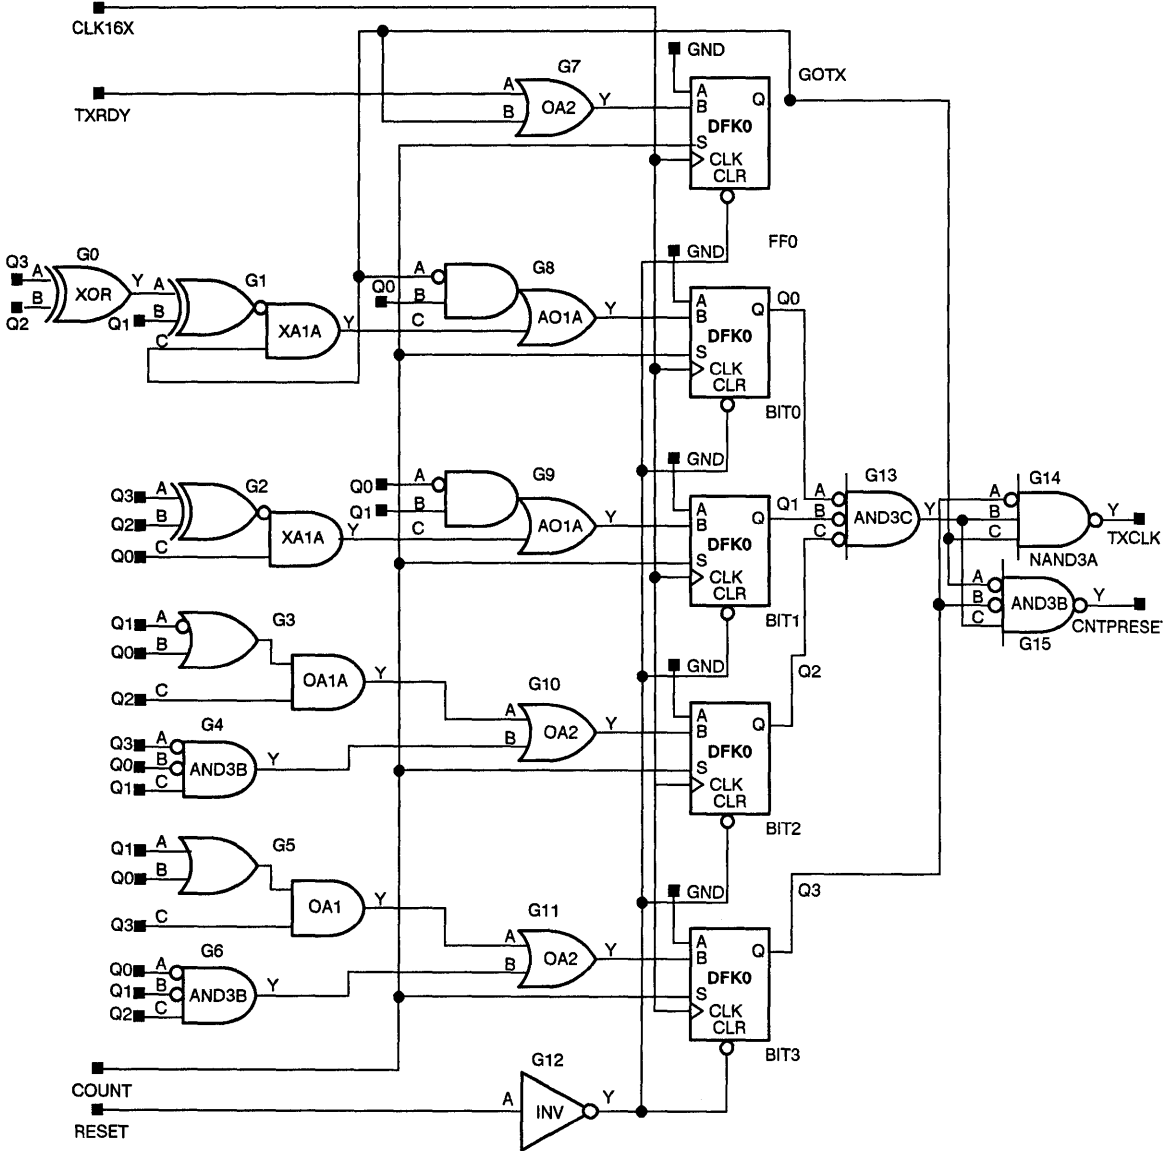 CLK16X
GND
GOTX
G7
A
B
OA2
Y
TXRDY
A
B
Q
DFK0
S
CLK
CLR
FF0
GND
Q3
A
B
Q2
G0
XOR
Y
A
B
Q1
C
G1
XA1A
Y
Q0
A
B
C
G8
AO1A
Y
A
B
Q0
DFK0
S
CLK
CLR
BIT0
GND
Q3
A
Q2
B
Q0
C
G2
XA1A
Y
Q0
A
Q1
B
C
G9
AO1A
Y
A
B
Q
Q1
DFK0
S
CLK
CLR
BIT1
A
B
C
G13
AND3C
Y
A
B
C
G14
Y
TXCLK
NAND3A
A
B
C
AND3B
Y
CNTPRESE
G15
Q1
A
Q0
B
G3
Q2
C
OA1A
Y
GND
Q2
G10
A
B
OA2
Y
A
B
Q
DFK0
S
CLK
CLR
BIT2
G4
Q3
A
Q0
B
Q1
C
AND3B
Y
Q1
A
Q0
B
G5
Q3
C
OA1
Y
GND
Q3
G11
A
B
OA2
Y
A
B
Q
DFK0
S
CLK
CLR
BIT3
G6
Q0
A
Q1
B
Q2
C
AND3B
Y
COUNT
G12
A
INV
Y
RESET